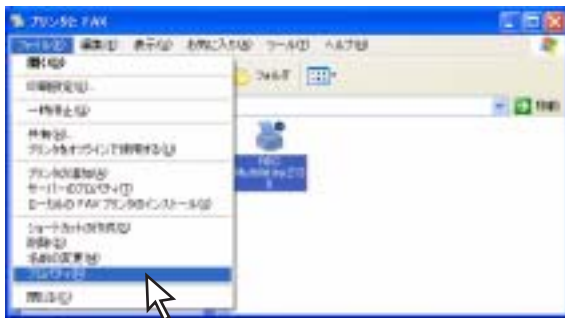 プリンタと FAX
ファイル(F) 編集(E) 表示(V) お気に入り(A) ツール(T) ヘルプ(H)
開く(O)
フォルダ
印刷設定(E)...
一時停止(G)
移動
共有(H)...
プリンタをオフラインで使用する(U)
プリンタの追加(A)
サーバーのプロパティ(T)
ローカルの FAX プリンタのインストール(X)
NEC
ショートカットの作成(S)
削除(D)
名前の変更(M)
プロパティ(R)
閉じる(C)